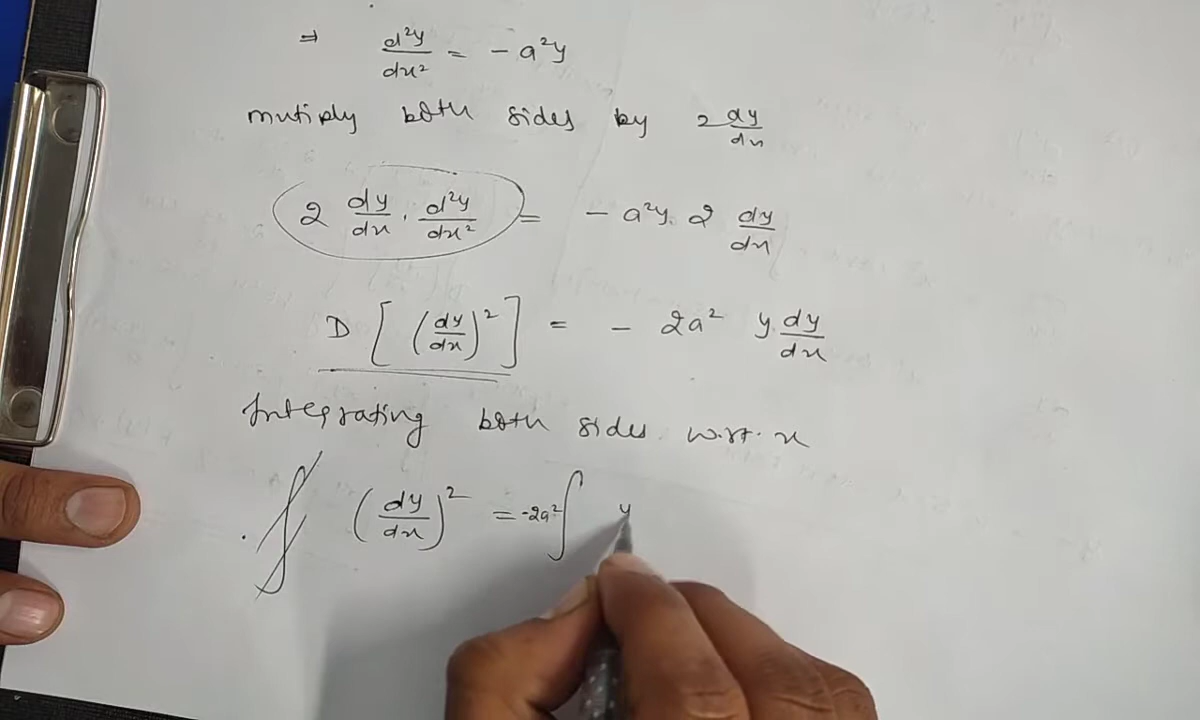 ⇒ d²y/dx² = - a²y
mutiply both sides by 2 dy/dx
2 dy/dx . d²y/dx² = - a²y. 2 dy/dx
D [ (dy/dx)² ] = - 2a² y. dy/dx
Integrating both sides. w.r.t. x
(dy/dx)² = -2a² ∫ y